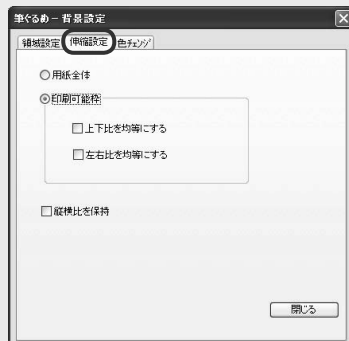 筆ぐるめ - 背景設定
領域設定 伸縮設定 色チェンジ
用紙全体
印刷可能枠
上下比を均等にする
左右比を均等にする
縦横比を保持
閉じる